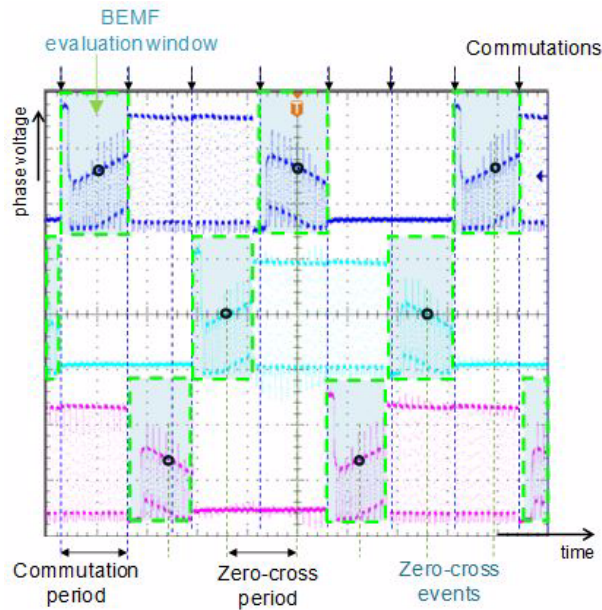 BEMF
evaluation window
Commutations
phase voltage
T
time
Commutation
period
Zero-cross
period
Zero-cross
events